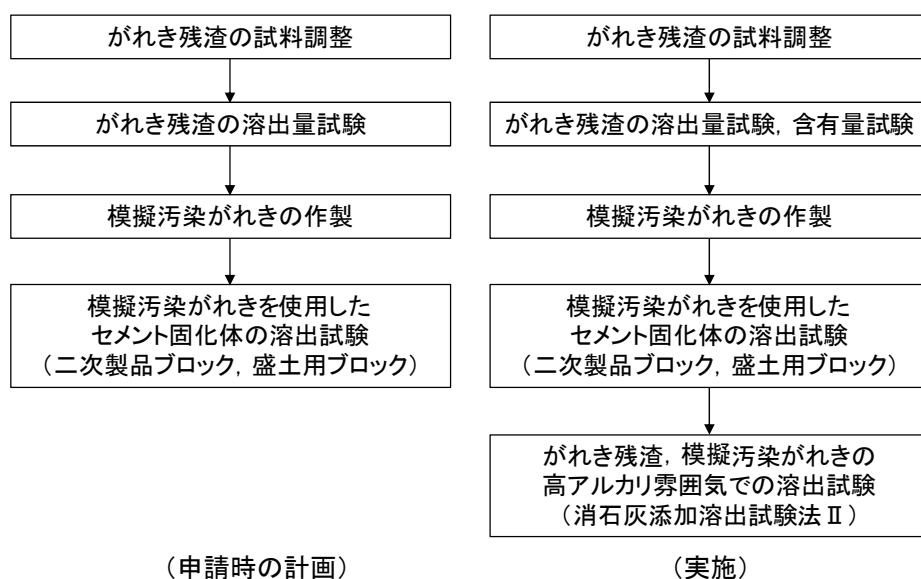 がれき残渣の試料調整
がれき残渣の溶出量試験
模擬汚染がれきの作製
模擬汚染がれきを使用した
セメント固化体の溶出試験
（二次製品ブロック，盛土用ブロック）
（申請時の計画）
がれき残渣の試料調整
がれき残渣の溶出量試験，含有量試験
模擬汚染がれきの作製
模擬汚染がれきを使用した
セメント固化体の溶出試験
（二次製品ブロック，盛土用ブロック）
がれき残渣，模擬汚染がれきの
高アルカリ雰囲気での溶出試験
（消石灰添加溶出試験法Ⅱ）
（実施）